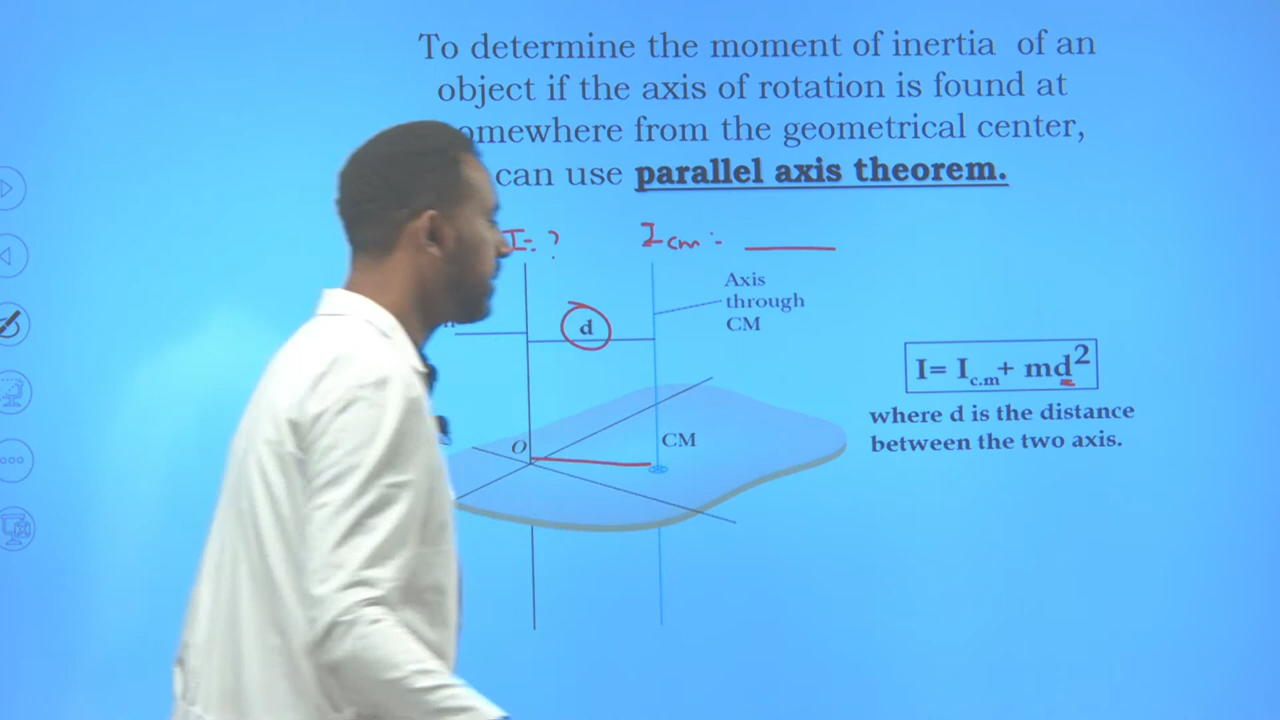 To determine the moment of inertia of an
object if the axis of rotation is found at
omewhere from the geometrical center,
can use parallel axis theorem.
I=?
Icm = ____
Axis
through
CM
d
I= Ic.m+ md²
where d is the distance
between the two axis.
O
CM